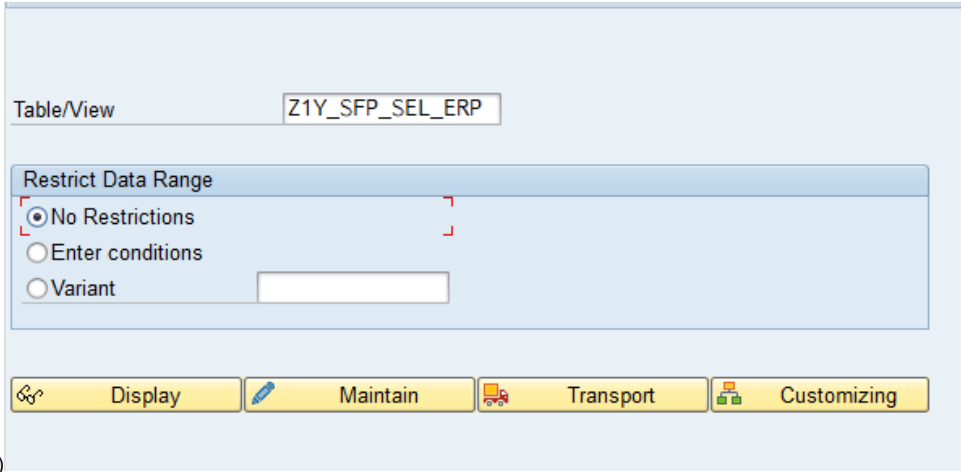 Table/View Z1Y_SFP_SEL_ERP
Restrict Data Range
No Restrictions
Enter conditions
Variant
Display Maintain Transport Customizing
)